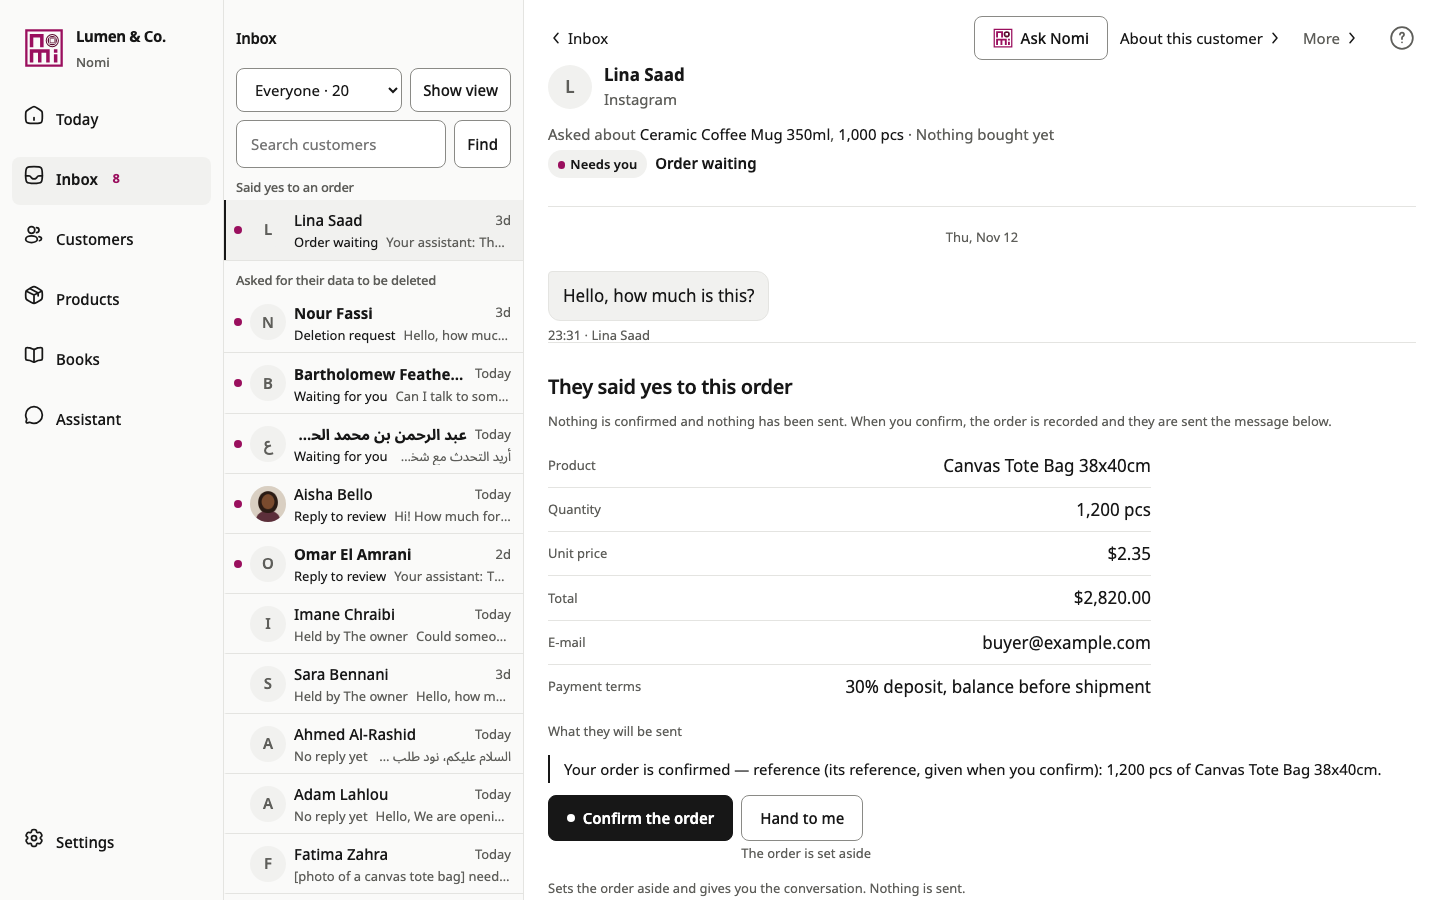 Lumen & Co.
Nomi
Today
Inbox 8
Customers
Products
Books
Assistant
Settings
Inbox
Everyone · 20
Show view
Search customers
Find
Said yes to an order
L
Lina Saad 3d
Order waiting Your assistant: Th...
Asked for their data to be deleted
N
Nour Fassi 3d
Deletion request Hello, how muc...
B
Bartholomew Feathe... Today
Waiting for you Can I talk to som...
ع
عبد الرحمن بن محمد الح... Today
Waiting for you أريد التحدث مع شخ...
Aisha Bello Today
Reply to review Hi! How much for...
O
Omar El Amrani 2d
Reply to review Your assistant: T...
I
Imane Chraibi Today
Held by The owner Could someo...
S
Sara Bennani 3d
Held by The owner Hello, how m...
A
Ahmed Al-Rashid Today
No reply yet السلام عليكم، نود طلب ...
A
Adam Lahlou Today
No reply yet Hello, We are openi...
F
Fatima Zahra Today
[photo of a canvas tote bag] need...
Inbox
nomi
Ask Nomi
About this customer
More
?
L
Lina Saad
Instagram
Asked about Ceramic Coffee Mug 350ml, 1,000 pcs · Nothing bought yet
Needs you Order waiting
Thu, Nov 12
Hello, how much is this?
23:31 · Lina Saad
They said yes to this order
Nothing is confirmed and nothing has been sent. When you confirm, the order is recorded and they are sent the message below.
Product Canvas Tote Bag 38x40cm
Quantity 1,200 pcs
Unit price $2.35
Total $2,820.00
E-mail buyer@example.com
Payment terms 30% deposit, balance before shipment
What they will be sent
Your order is confirmed — reference (its reference, given when you confirm): 1,200 pcs of Canvas Tote Bag 38x40cm.
Confirm the order
Hand to me
The order is set aside
Sets the order aside and gives you the conversation. Nothing is sent.